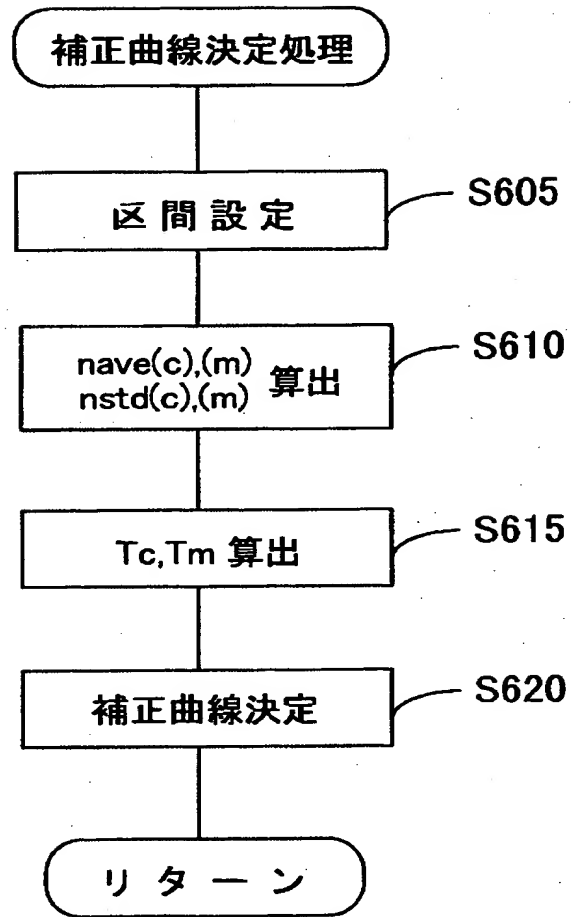 補正曲線決定処理
区間設定
S605
nave(c),(m)
nstd(c),(m) 算出
S610
Tc,Tm 算出
S615
補正曲線決定
S620
リターン